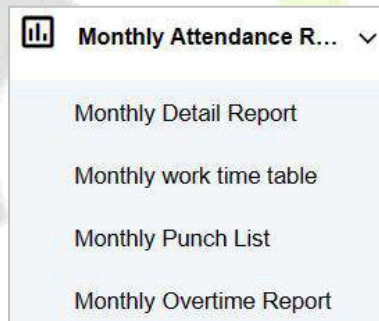 Monthly Attendance R...
Monthly Detail Report
Monthly work time table
Monthly Punch List
Monthly Overtime Report